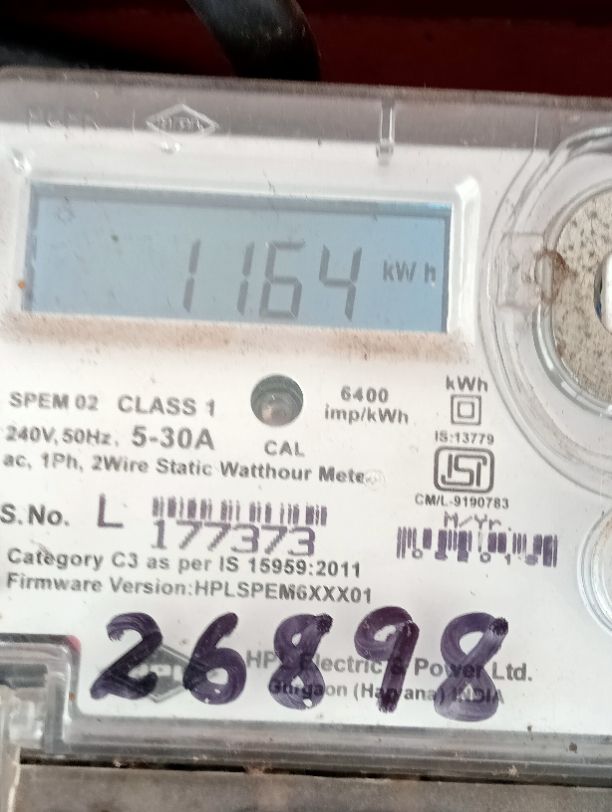 1164 kWh
SPEM 02 CLASS 1
6400 imp/kWh
kWh
240V, 50Hz, 5-30A
CAL
IS:13779
ac, 1Ph, 2Wire Static Watthour Meter
ISI
CM/L-9190783
S.No. L 177373
M/Yr.
Category C3 as per IS 15959:2011
Firmware Version:HPLSPEM6XXX01
26898
HPL Electric & Power Ltd.
Gurgaon (Haryana) INDIA